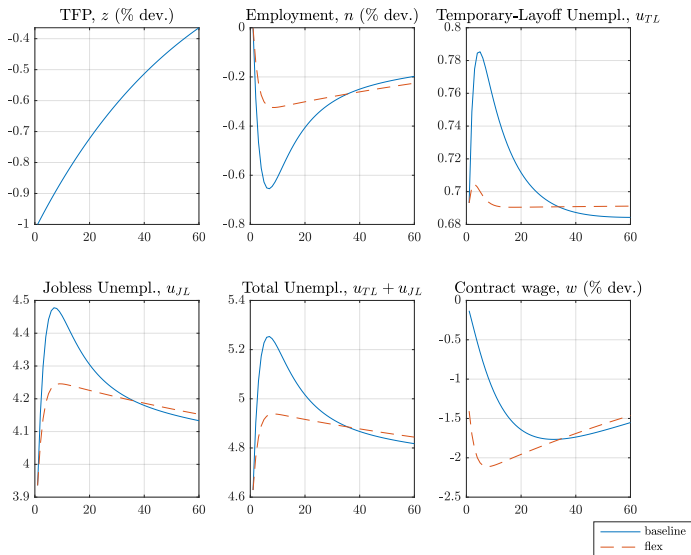 TFP, z (% dev.)
-0.4
-0.5
-0.6
-0.7
-0.8
-0.9
-1
0 20 40 60
Employment, n (% dev.)
0
-0.2
-0.4
-0.6
-0.8
0 20 40 60
Temporary-Layoff Unempl., u_TL
0.8
0.78
0.76
0.74
0.72
0.7
0.68
0 20 40 60
Jobless Unempl., u_JL
4.5
4.4
4.3
4.2
4.1
4
3.9
0 20 40 60
Total Unempl., u_TL + u_JL
5.4
5.2
5
4.8
4.6
0 20 40 60
Contract wage, w (% dev.)
0
-0.5
-1
-1.5
-2
-2.5
0 20 40 60
baseline
flex